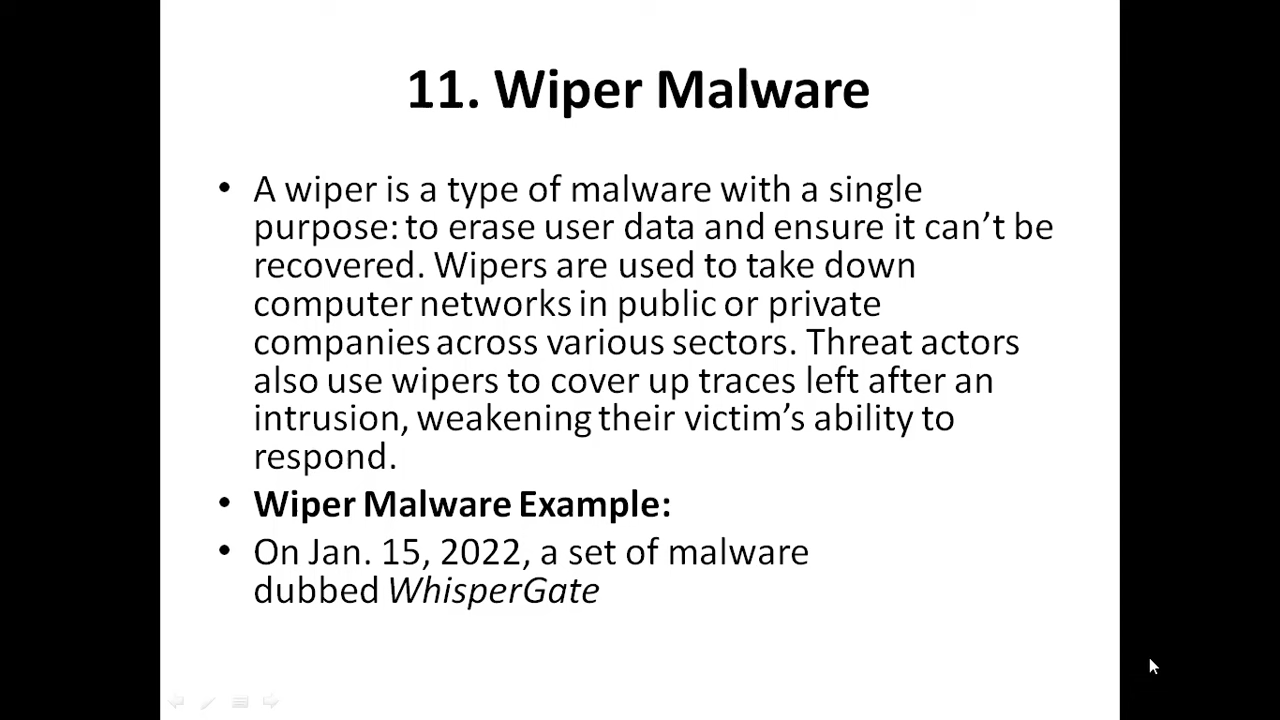 11. Wiper Malware
• A wiper is a type of malware with a single
purpose: to erase user data and ensure it can’t be
recovered. Wipers are used to take down
computer networks in public or private
companies across various sectors. Threat actors
also use wipers to cover up traces left after an
intrusion, weakening their victim’s ability to
respond.
• Wiper Malware Example:
• On Jan. 15, 2022, a set of malware
dubbed WhisperGate